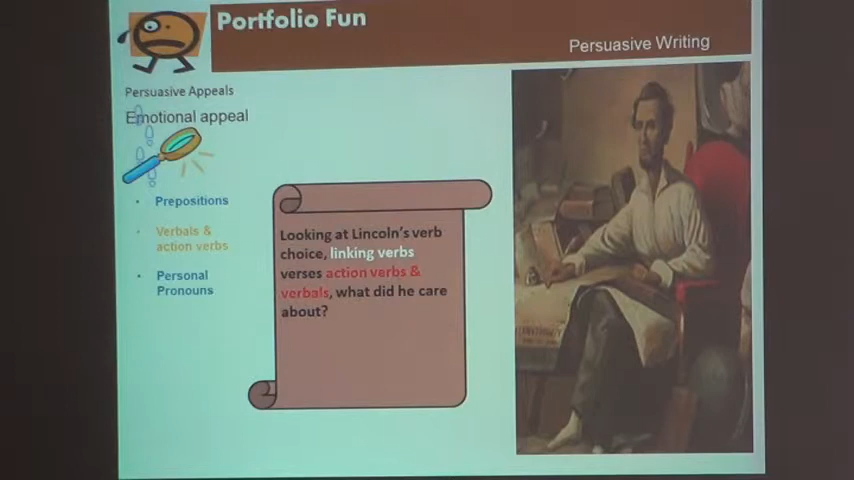 Portfolio Fun
Persuasive Writing
Persuasive Appeals
Emotional appeal
• Prepositions
• Verbals &
action verbs
• Personal
Pronouns
Looking at Lincoln's verb
choice, linking verbs
verses action verbs &
verbals, what did he care
about?